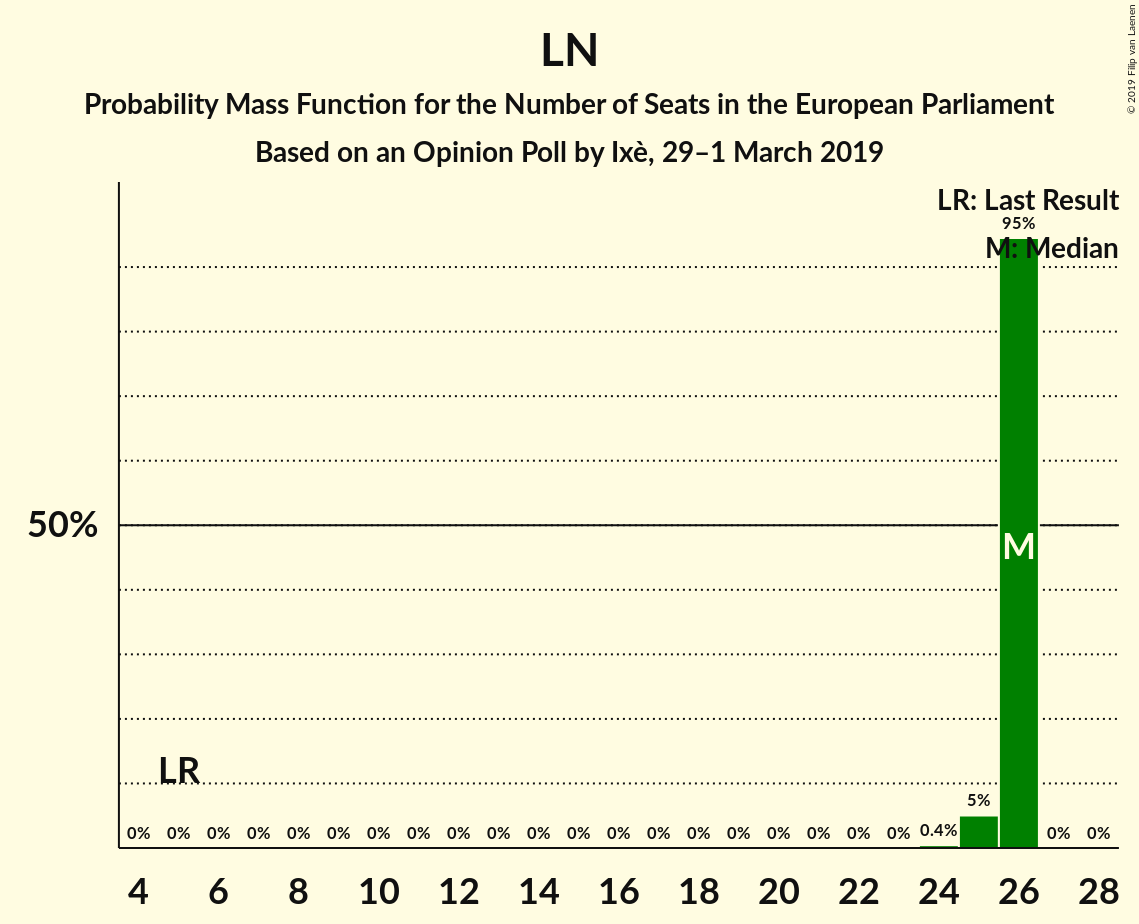 LN
Probability Mass Function for the Number of Seats in the European Parliament
Based on an Opinion Poll by Ixè, 29–1 March 2019
© 2019 Filip van Laenen
LR: Last Result
95%
M: Median
50%
M
LR
0% 0% 0% 0% 0% 0% 0% 0% 0% 0% 0% 0% 0% 0% 0% 0% 0% 0% 0% 0% 0.4% 5% 0% 0%
4 6 8 10 12 14 16 18 20 22 24 26 28